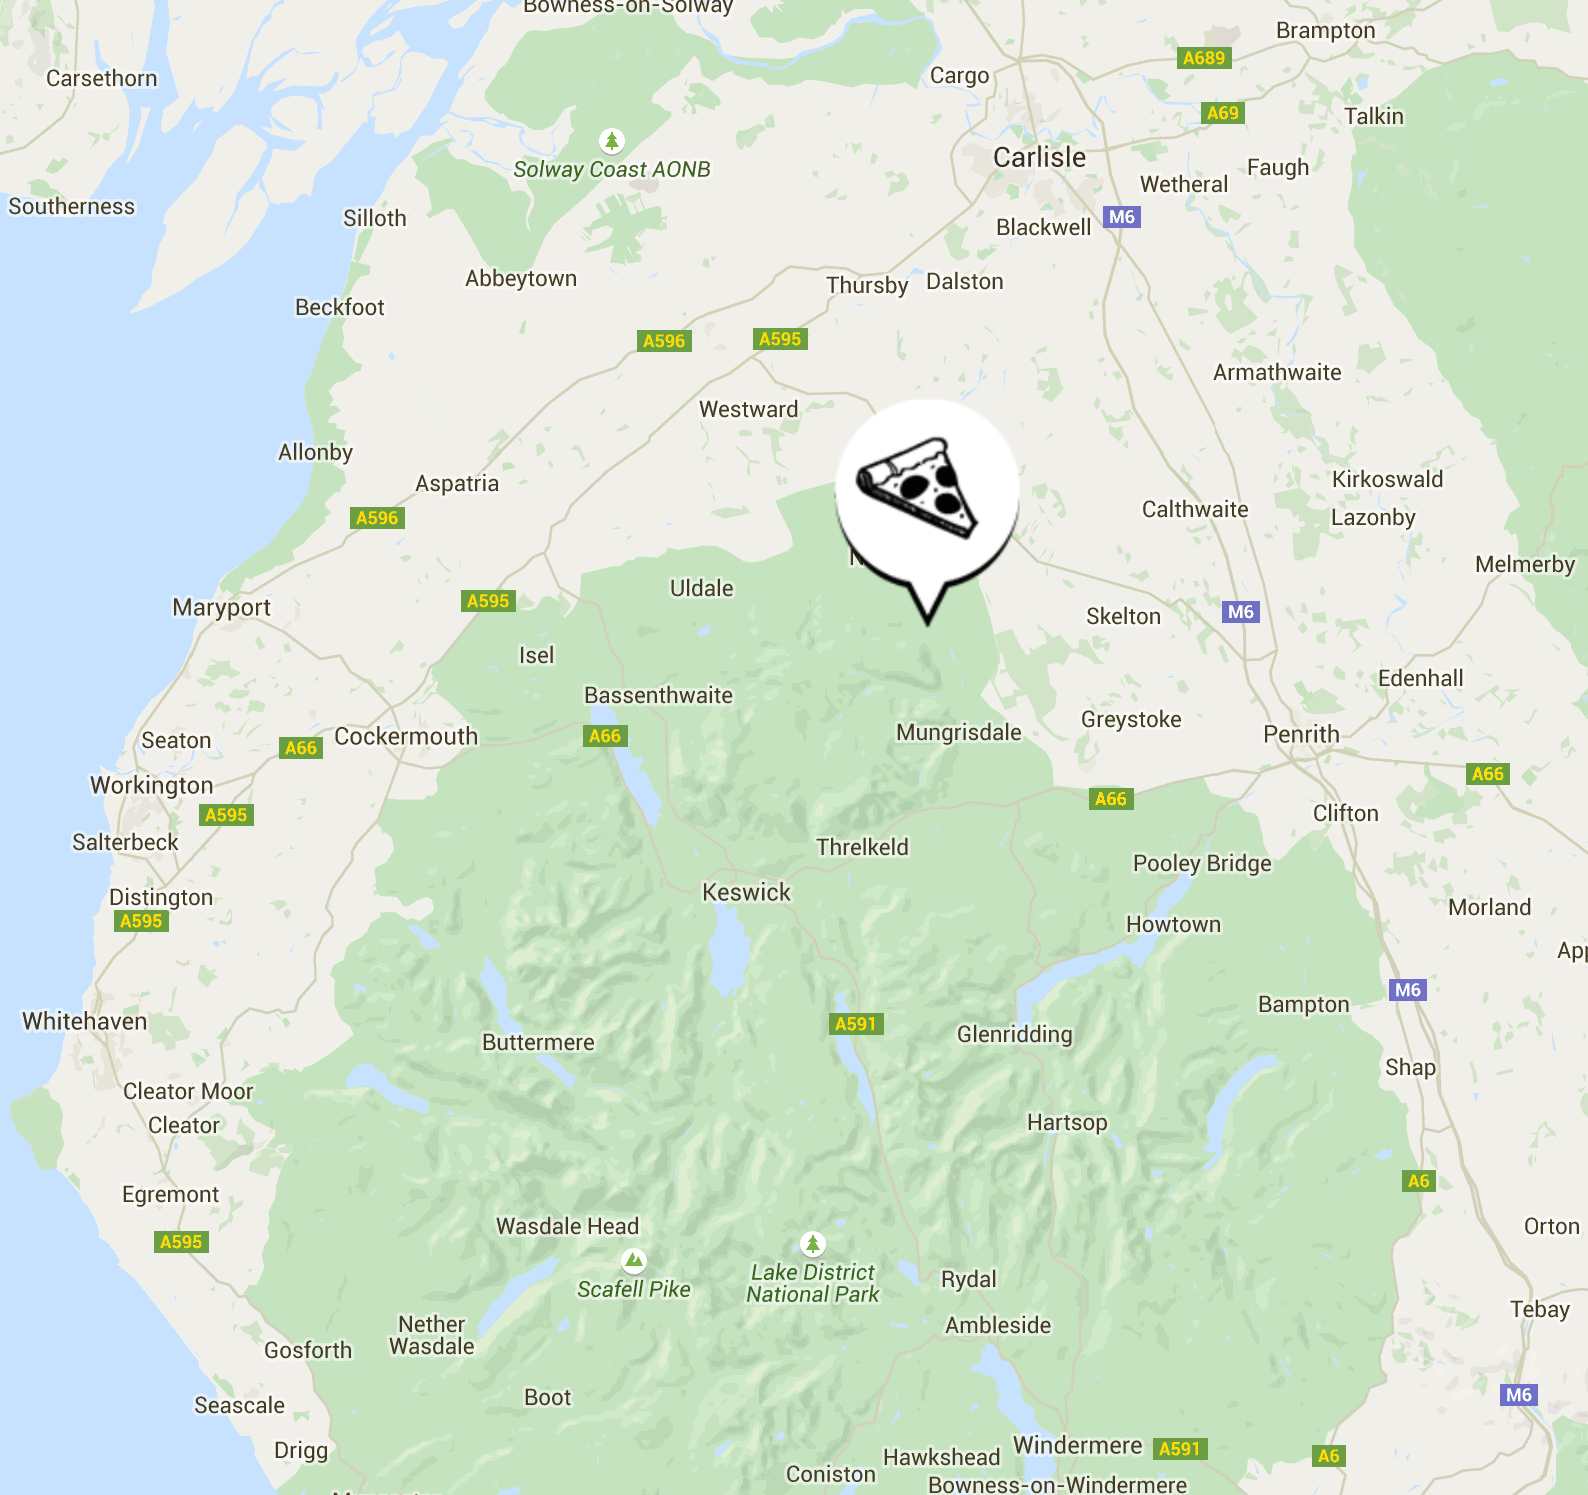 Bowness-on-Solway
Brampton
A689
Carsethorn
Cargo
A69
Talkin
Solway Coast AONB
Carlisle
Faugh
Wetheral
Southerness
Silloth
M6
Blackwell
Abbeytown
Thursby
Dalston
Beckfoot
A596
A595
Armathwaite
Westward
Allonby
Aspatria
Kirkoswald
Calthwaite
Lazonby
A596
Melmerby
Uldale
A595
Maryport
M6
Skelton
Isel
Edenhall
Bassenthwaite
Greystoke
Mungrisdale
Penrith
Seaton
A66
Cockermouth
A66
A66
Workington
A66
A595
Clifton
Salterbeck
Threlkeld
Pooley Bridge
Keswick
Distington
Morland
A595
Howtown
M6
Bampton
Whitehaven
A591
Glenridding
Buttermere
Shap
Cleator Moor
Cleator
Hartsop
Egremont
A6
Wasdale Head
Orton
A595
Scafell Pike
Lake District
National Park
Rydal
Tebay
Nether
Wasdale
Ambleside
Gosforth
Boot
M6
Seascale
Drigg
Windermere
A591
A6
Hawkshead
Coniston
Bowness-on-Windermere